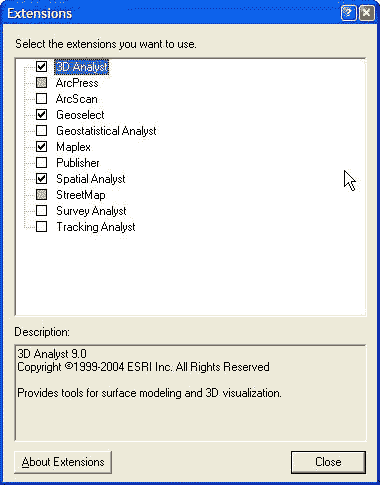 Extensions
Select the extensions you want to use.
3D Analyst
ArcPress
ArcScan
Geoselect
Geostatistical Analyst
Maplex
Publisher
Spatial Analyst
StreetMap
Survey Analyst
Tracking Analyst
Description:
3D Analyst 9.0
Copyright ©1999-2004 ESRI Inc. All Rights Reserved
Provides tools for surface modeling and 3D visualization.
About Extensions Close